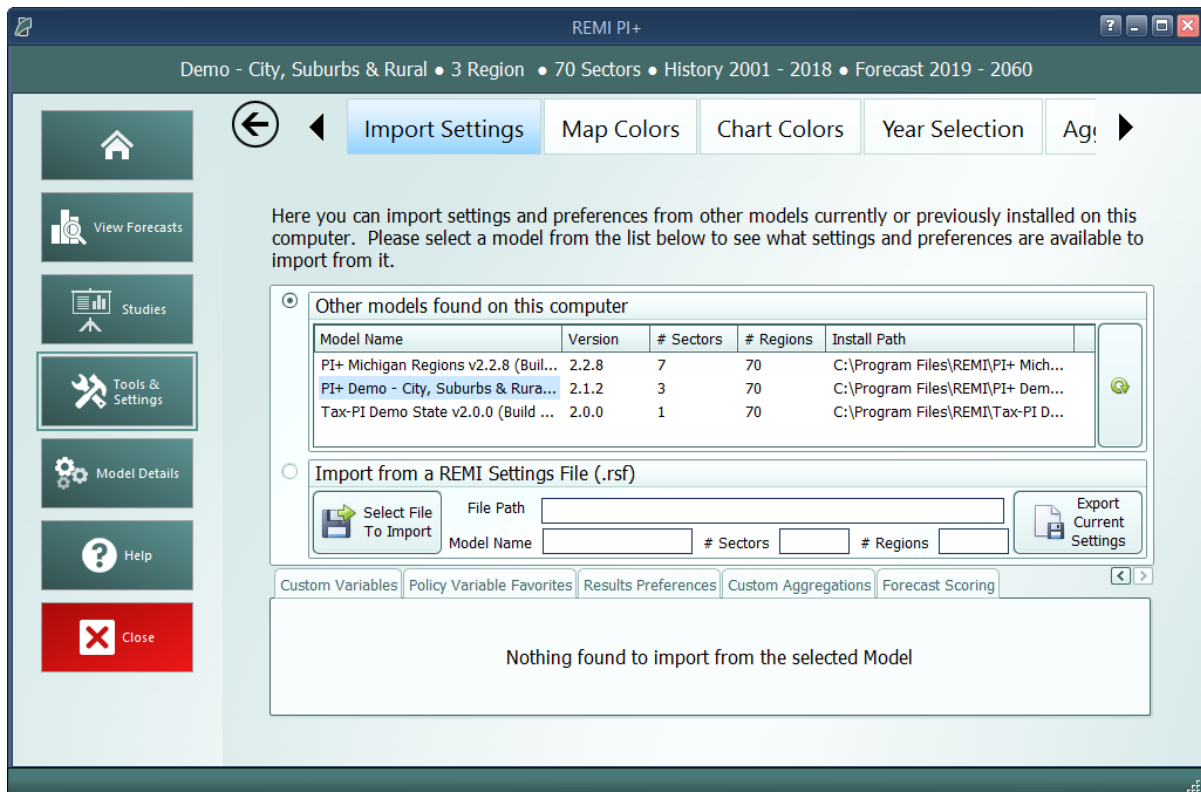 REMI PI+
Demo - City, Suburbs & Rural ● 3 Region ● 70 Sectors ● History 2001 - 2018 ● Forecast 2019 - 2060
View Forecasts
Studies
Tools &
Settings
Model Details
Help
Close
Import Settings
Map Colors
Chart Colors
Year Selection
Ag
Here you can import settings and preferences from other models currently or previously installed on this
computer. Please select a model from the list below to see what settings and preferences are available to
import from it.
Other models found on this computer
Model Name Version # Sectors # Regions Install Path
PI+ Michigan Regions v2.2.8 (Buil... 2.2.8 7 70 C:\Program Files\REMI\PI+ Mich...
PI+ Demo - City, Suburbs & Rura... 2.1.2 3 70 C:\Program Files\REMI\PI+ Dem...
Tax-PI Demo State v2.0.0 (Build ... 2.0.0 1 70 C:\Program Files\REMI\Tax-PI D...
Import from a REMI Settings File (.rsf)
Select File
To Import
File Path
Model Name
# Sectors
# Regions
Export
Current
Settings
Custom Variables
Policy Variable Favorites
Results Preferences
Custom Aggregations
Forecast Scoring
Nothing found to import from the selected Model